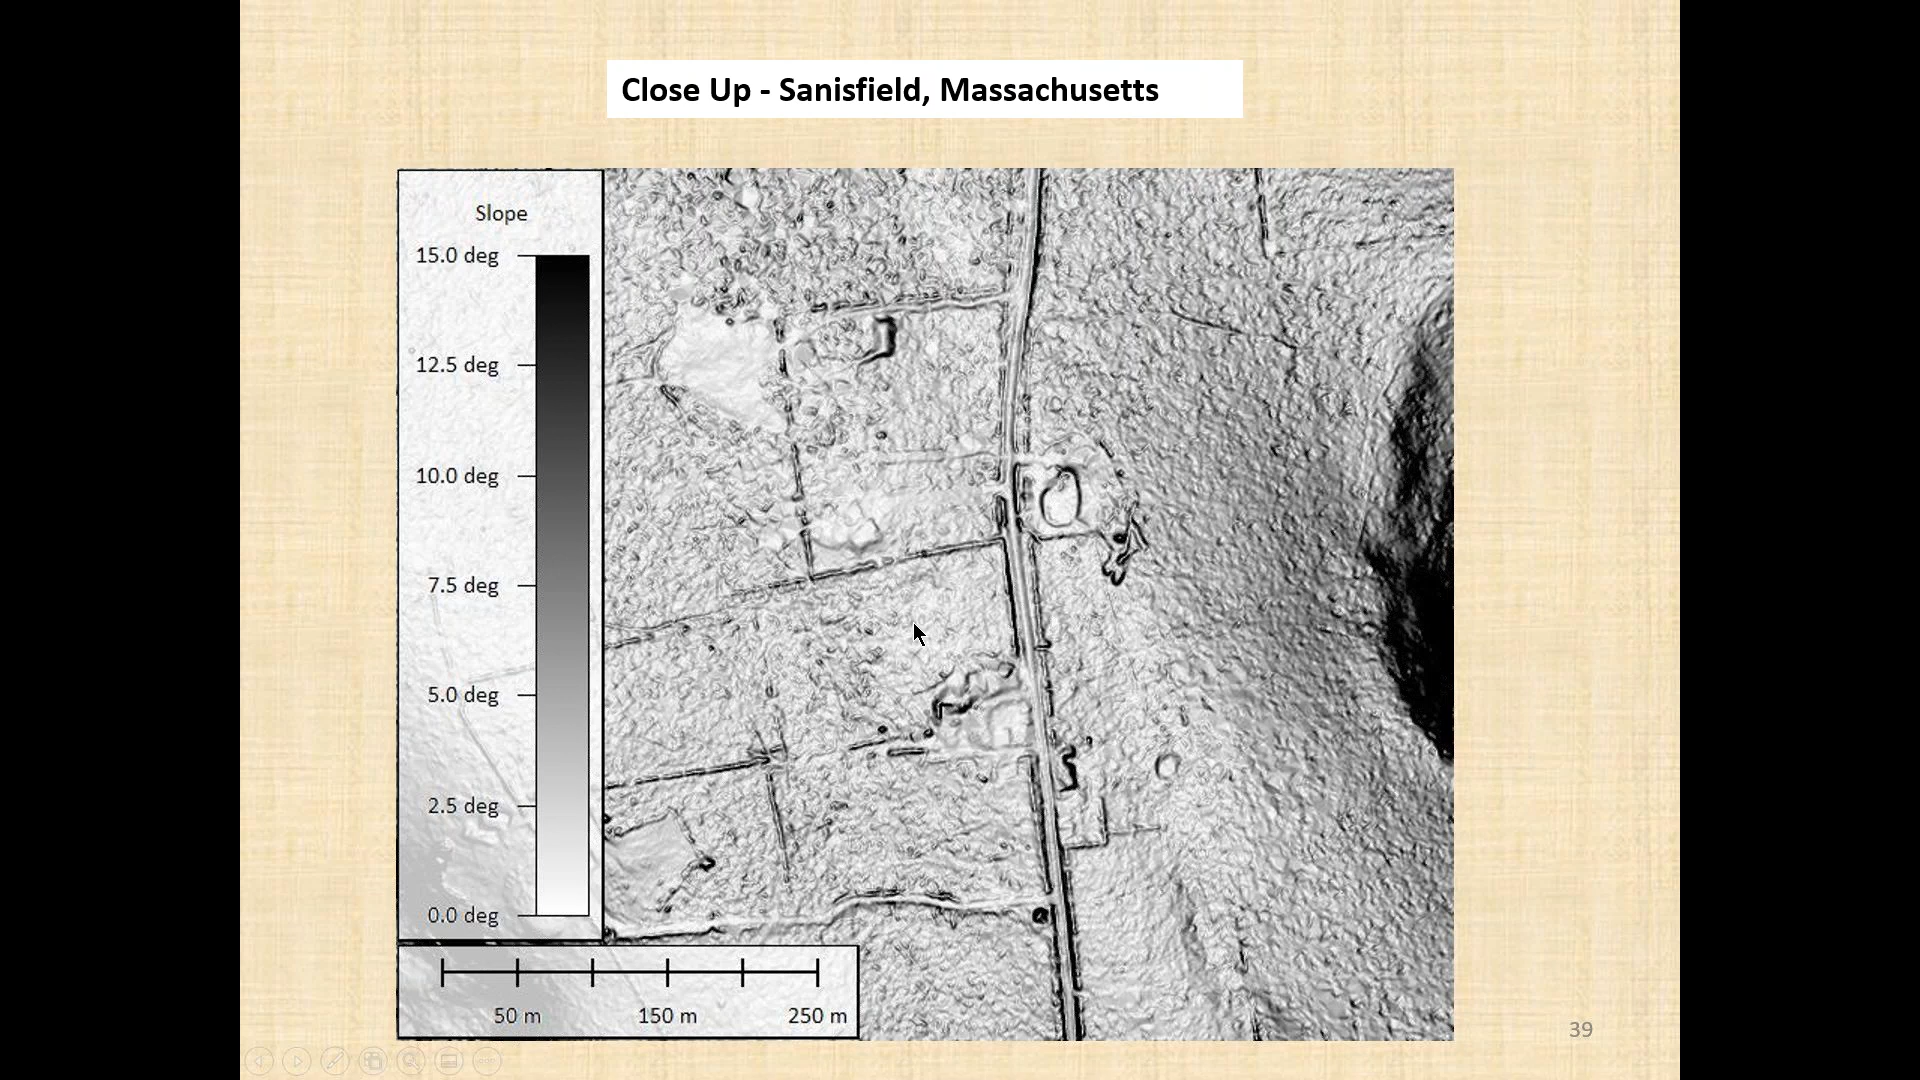 Close Up - Sanisfield, Massachusetts
Slope
15.0 deg
12.5 deg
10.0 deg
7.5 deg
5.0 deg
2.5 deg
0.0 deg
50 m 150 m 250 m
39